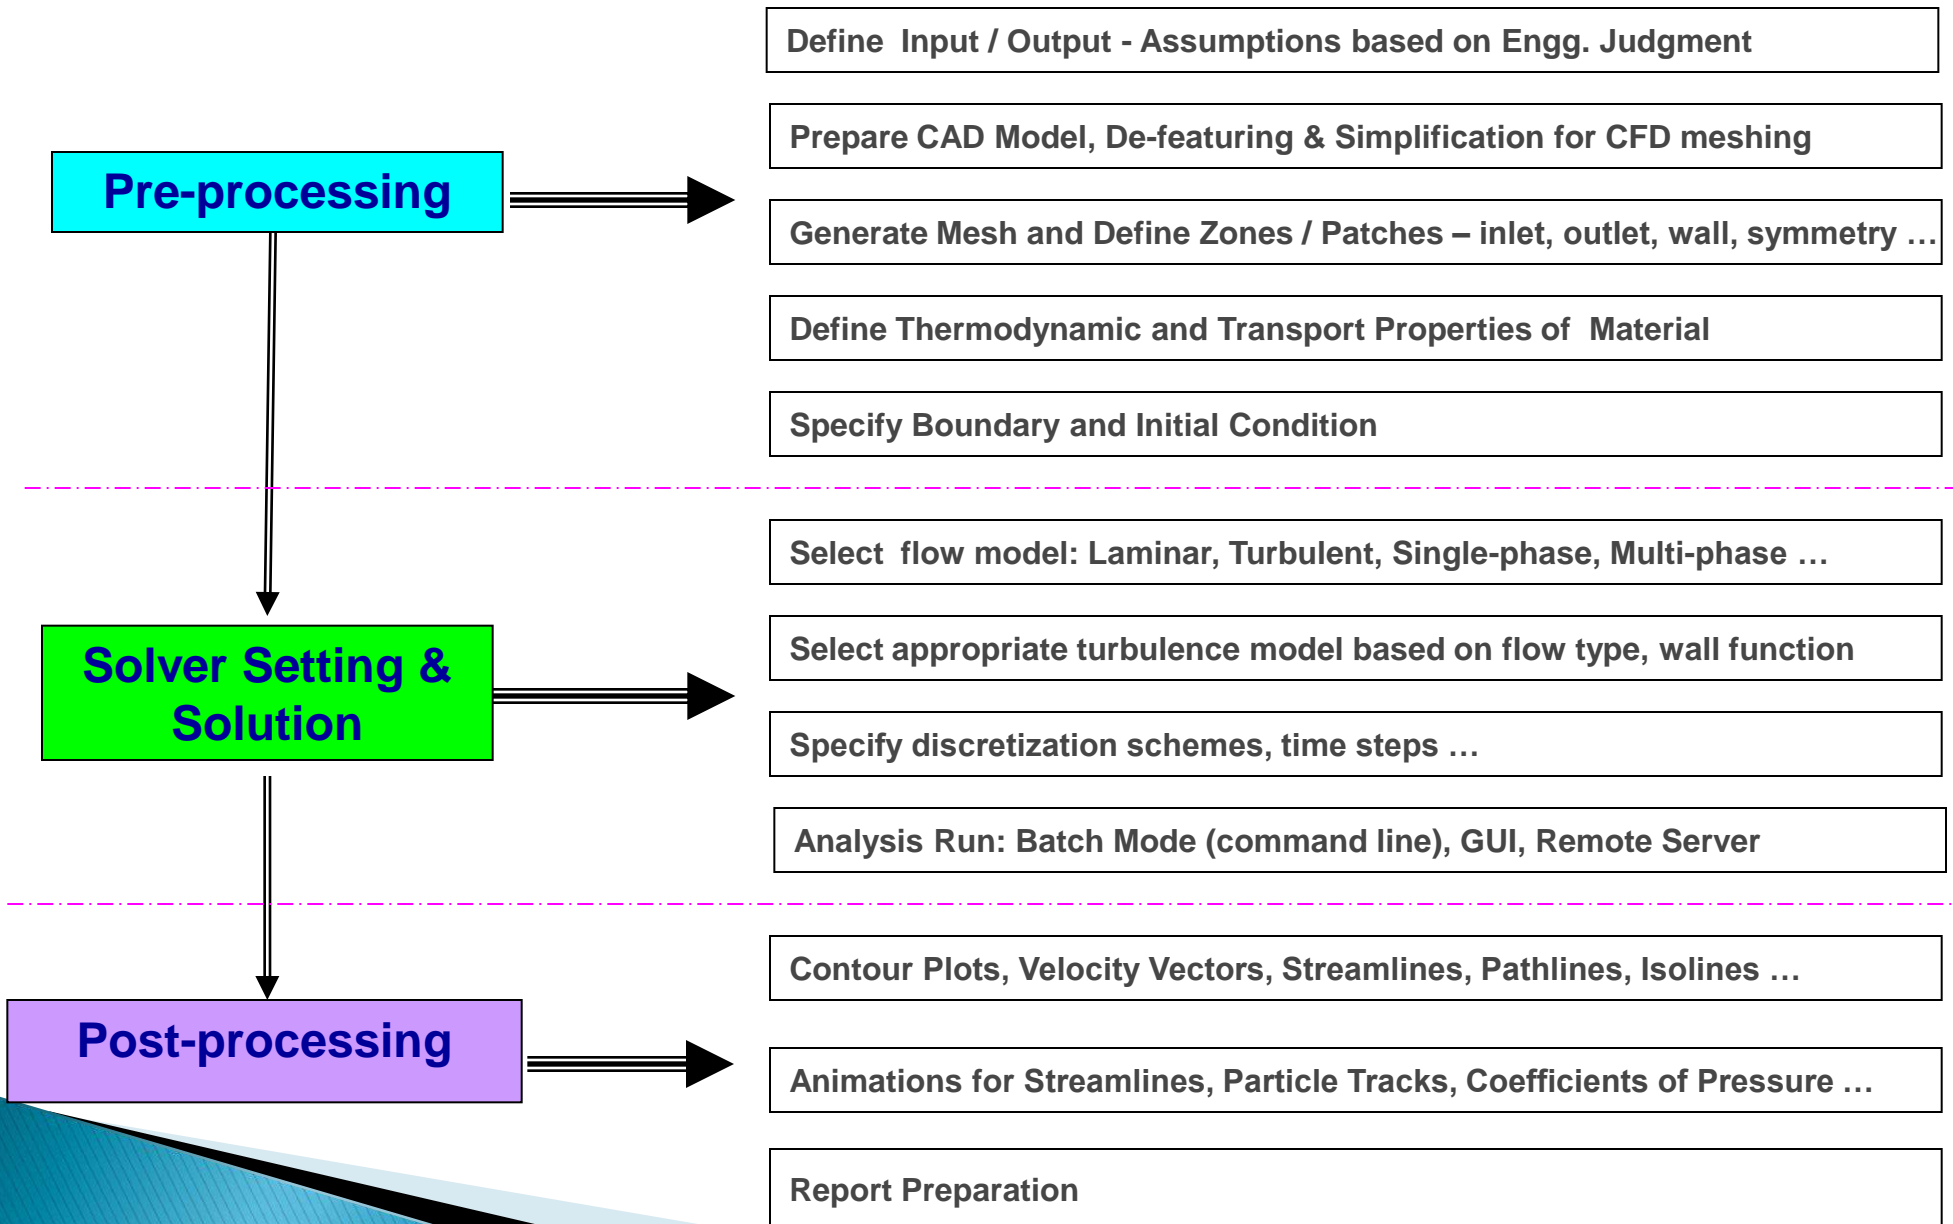 Define Input / Output - Assumptions based on Engg. Judgment
Prepare CAD Model, De-featuring & Simplification for CFD meshing
Pre-processing
Generate Mesh and Define Zones / Patches – inlet, outlet, wall, symmetry …
Define Thermodynamic and Transport Properties of Material
Specify Boundary and Initial Condition
Select flow model: Laminar, Turbulent, Single-phase, Multi-phase …
Solver Setting &
Solution
Select appropriate turbulence model based on flow type, wall function
Specify discretization schemes, time steps …
Analysis Run: Batch Mode (command line), GUI, Remote Server
Contour Plots, Velocity Vectors, Streamlines, Pathlines, Isolines …
Post-processing
Animations for Streamlines, Particle Tracks, Coefficients of Pressure …
Report Preparation